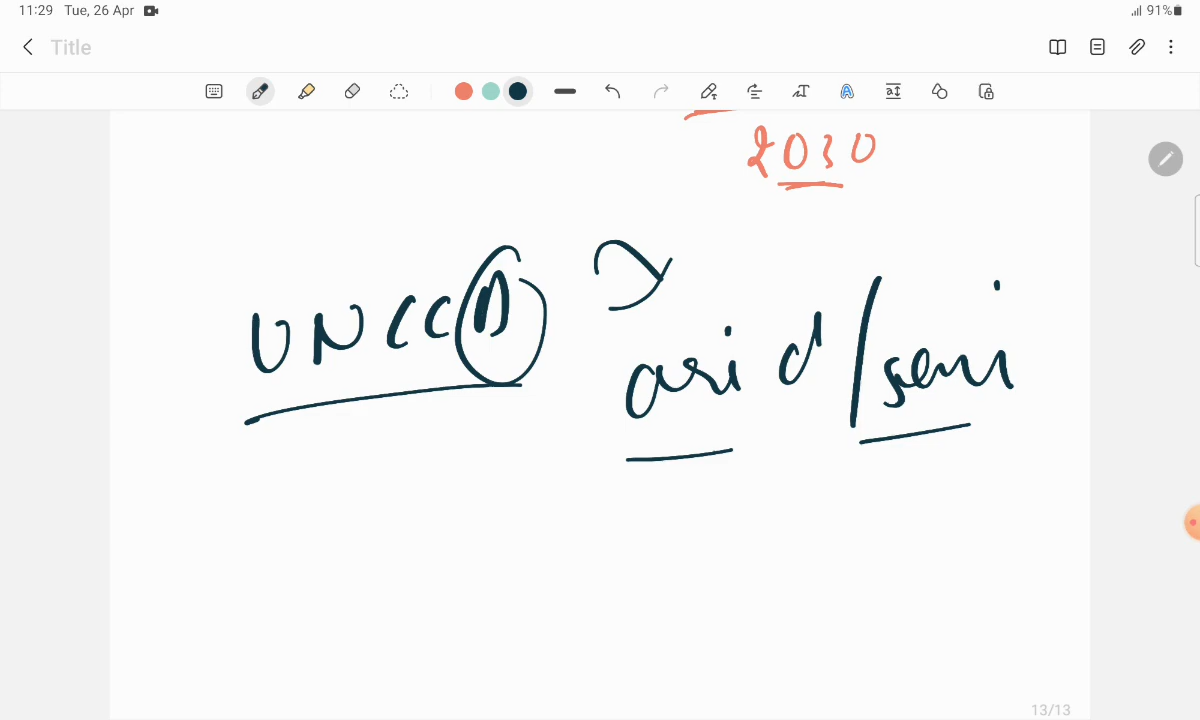 11:29 Tue, 26 Apr 91%
Title
2030
UNCCD
arid/semi
13/13